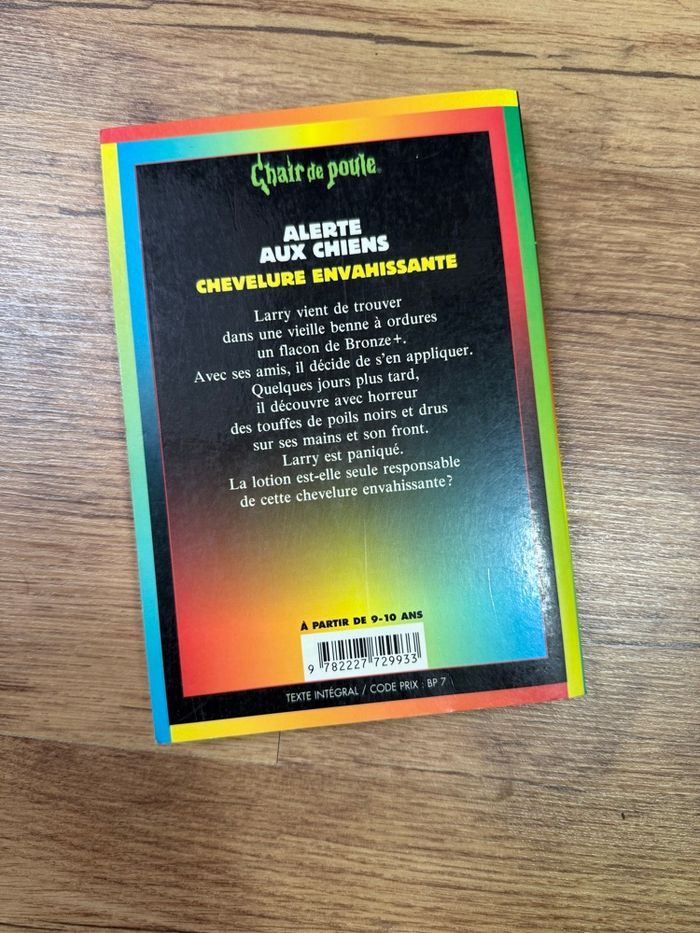 Chair de poule
ALERTE
AUX CHIENS
CHEVELURE ENVAHISSANTE
Larry vient de trouver
dans une vieille benne à ordures
un flacon de Bronze+.
Avec ses amis, il décide de s'en appliquer.
Quelques jours plus tard,
il découvre avec horreur
des touffes de poils noirs et drus
sur ses mains et son front.
Larry est paniqué.
La lotion est-elle seule responsable
de cette chevelure envahissante ?
À PARTIR DE 9-10 ANS
9 782227 729933
TEXTE INTÉGRAL / CODE PRIX : BP 7